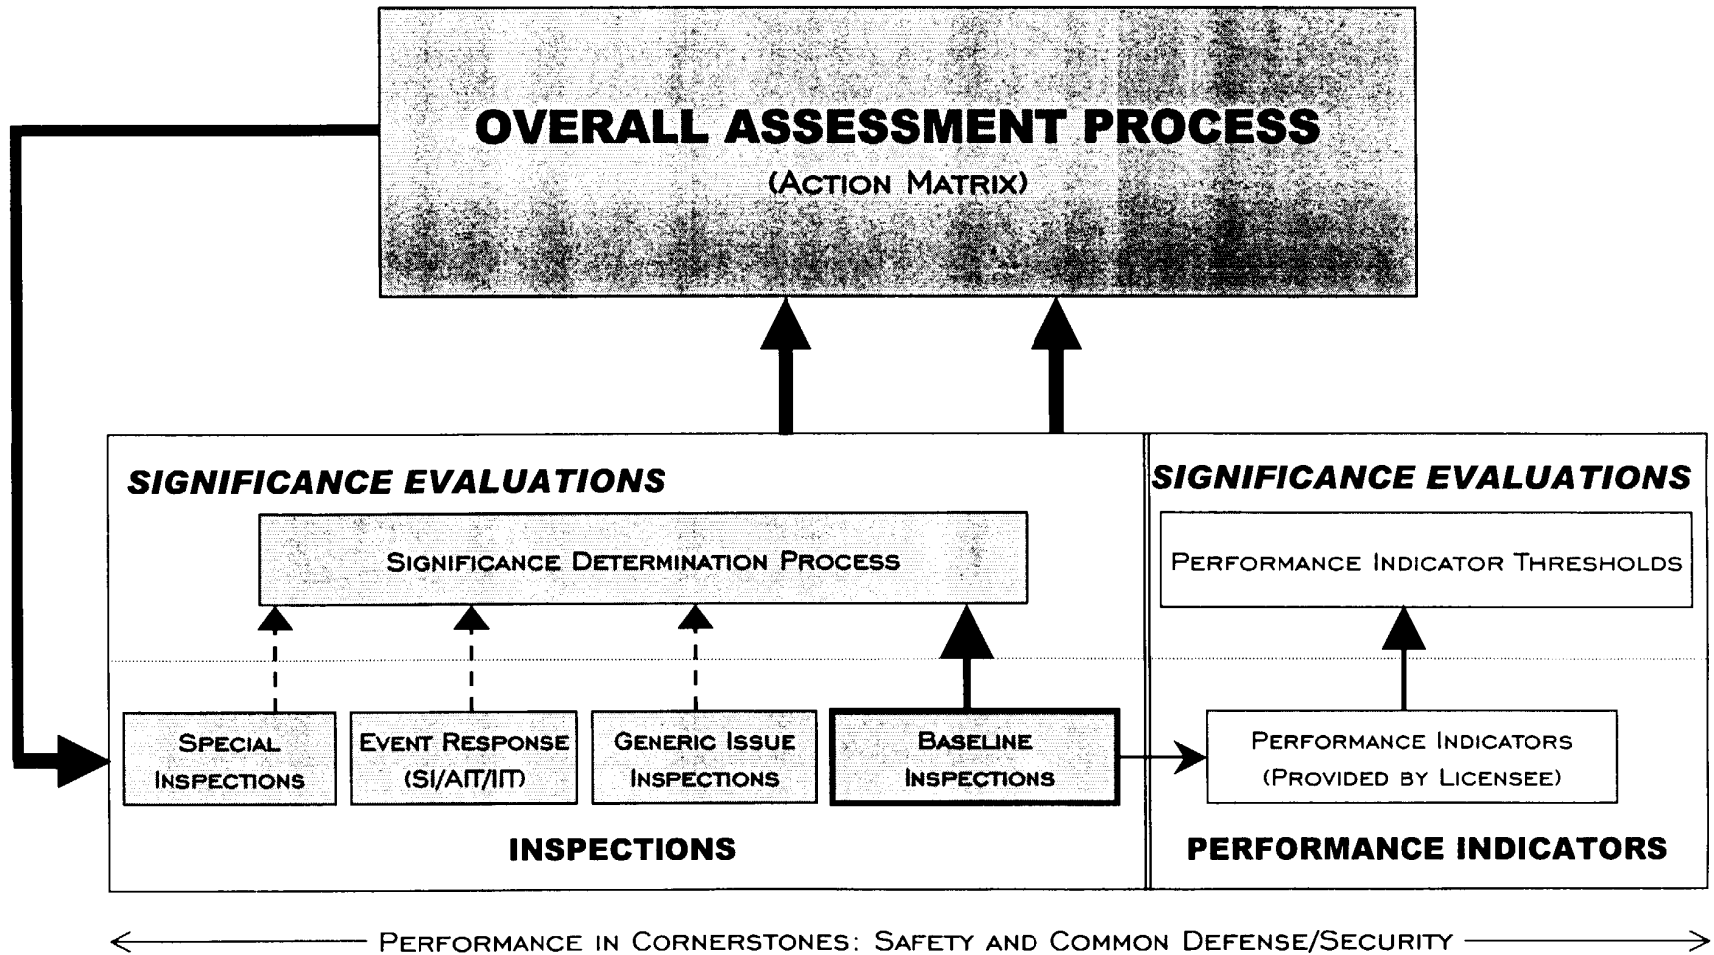 OVERALL ASSESSMENT PROCESS
(ACTION MATRIX)
SIGNIFICANCE EVALUATIONS
SIGNIFICANCE DETERMINATION PROCESS
SPECIAL
INSPECTIONS
EVENT RESPONSE
(SI/AIT/IIT)
GENERIC ISSUE
INSPECTIONS
BASELINE
INSPECTIONS
INSPECTIONS
SIGNIFICANCE EVALUATIONS
PERFORMANCE INDICATOR THRESHOLDS
PERFORMANCE INDICATORS
(PROVIDED BY LICENSEE)
PERFORMANCE INDICATORS
PERFORMANCE IN CORNERSTONES: SAFETY AND COMMON DEFENSE/SECURITY